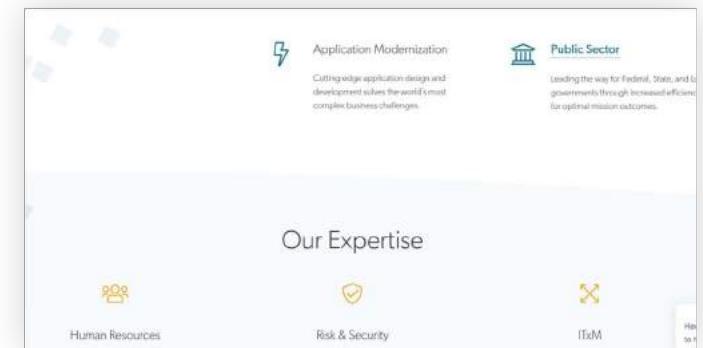 Application Modernization
Cutting edge application design and
development solves the world's most
complex business challenges.
Public Sector
Leading the way for Federal, State, and
governments through increased
for optimal mission outcomes.
Our Expertise
Human Resources
Risk & Security
ITxM